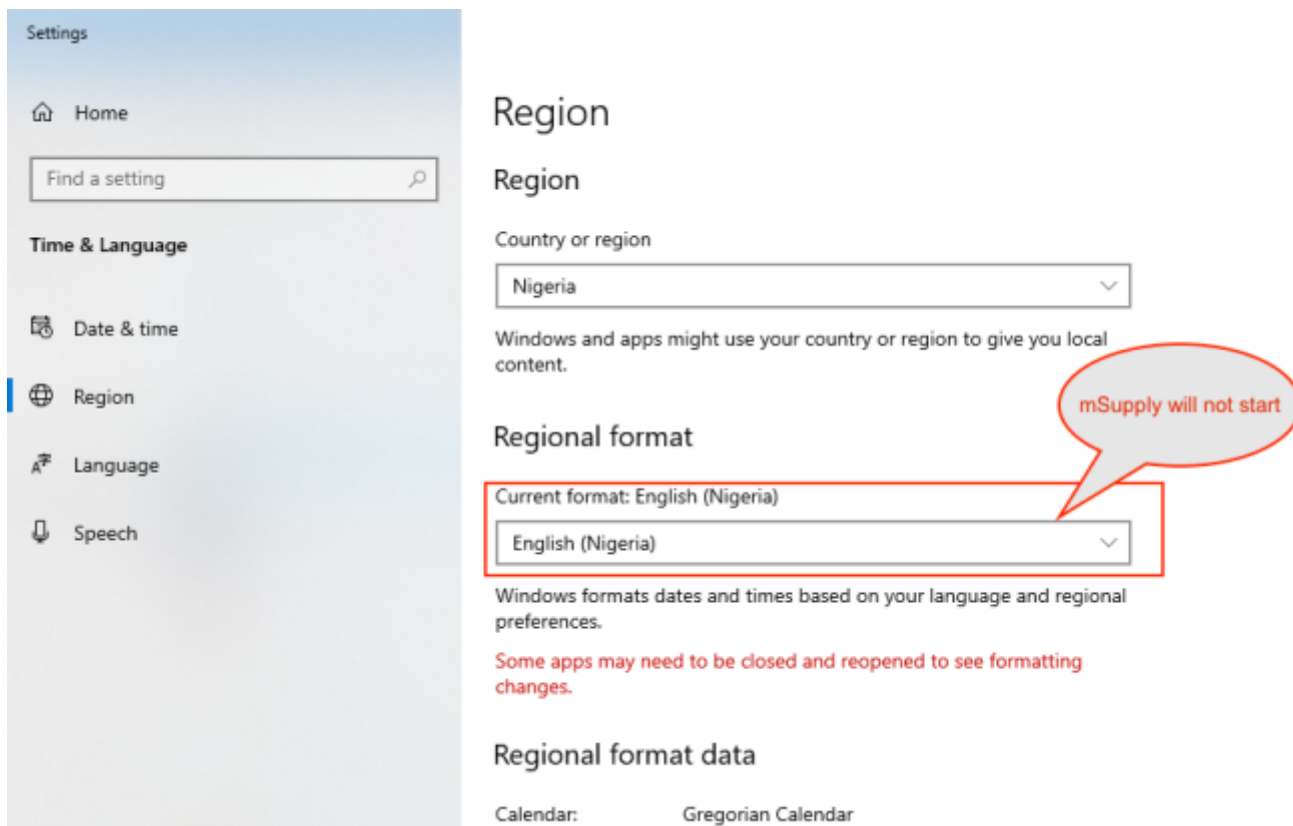 Settings
Home
Find a setting
Time & Language
Date & time
Region
Language
Speech
Region
Region
Country or region
Nigeria
Windows and apps might use your country or region to give you local
content.
mSupply will not start
Regional format
Current format: English (Nigeria)
English (Nigeria)
Windows formats dates and times based on your language and regional
preferences.
Some apps may need to be closed and reopened to see formatting
changes.
Regional format data
Calendar: Gregorian Calendar